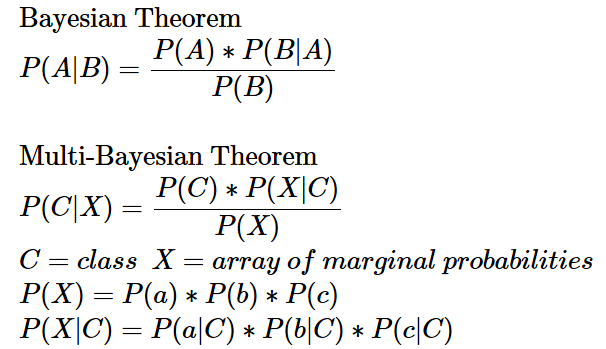 Bayesian Theorem
P(A|B) = P(A) * P(B|A) / P(B)
Multi-Bayesian Theorem
P(C|X) = P(C) * P(X|C) / P(X)
C = class X = array of marginal probabilities
P(X) = P(a) * P(b) * P(c)
P(X|C) = P(a|C) * P(b|C) * P(c|C)